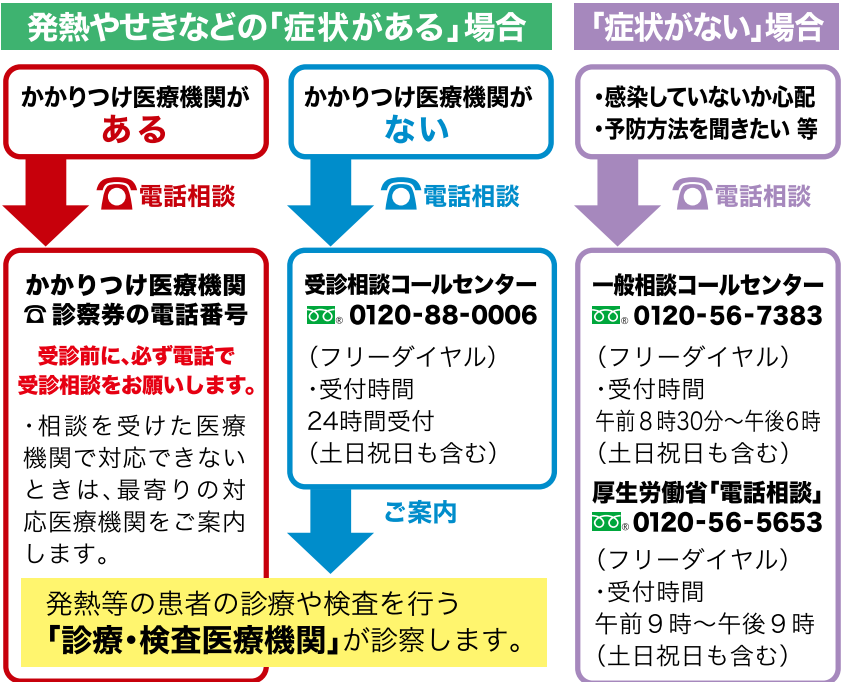 発熱やせきなどの「症状がある」場合
かかりつけ医療機関が
ある
☎電話相談
かかりつけ医療機関
☎診察券の電話番号
受診前に、必ず電話で
受診相談をお願いします。
・相談を受けた医療
機関で対応できない
ときは、最寄りの対
応医療機関をご案内
します。
かかりつけ医療機関が
ない
☎電話相談
受診相談コールセンター
® 0120-88-0006
（フリーダイヤル）
・受付時間
24時間受付
（土日祝日も含む）
ご案内
発熱等の患者の診療や検査を行う
「診療・検査医療機関」が診察します。
「症状がない」場合
・感染していないか心配
・予防方法を聞きたい 等
☎電話相談
一般相談コールセンター
® 0120-56-7383
（フリーダイヤル）
・受付時間
午前８時30分～午後6時
（土日祝日も含む）
厚生労働省「電話相談」
® 0120-56-5653
（フリーダイヤル）
・受付時間
午前９時～午後９時
（土日祝日も含む）